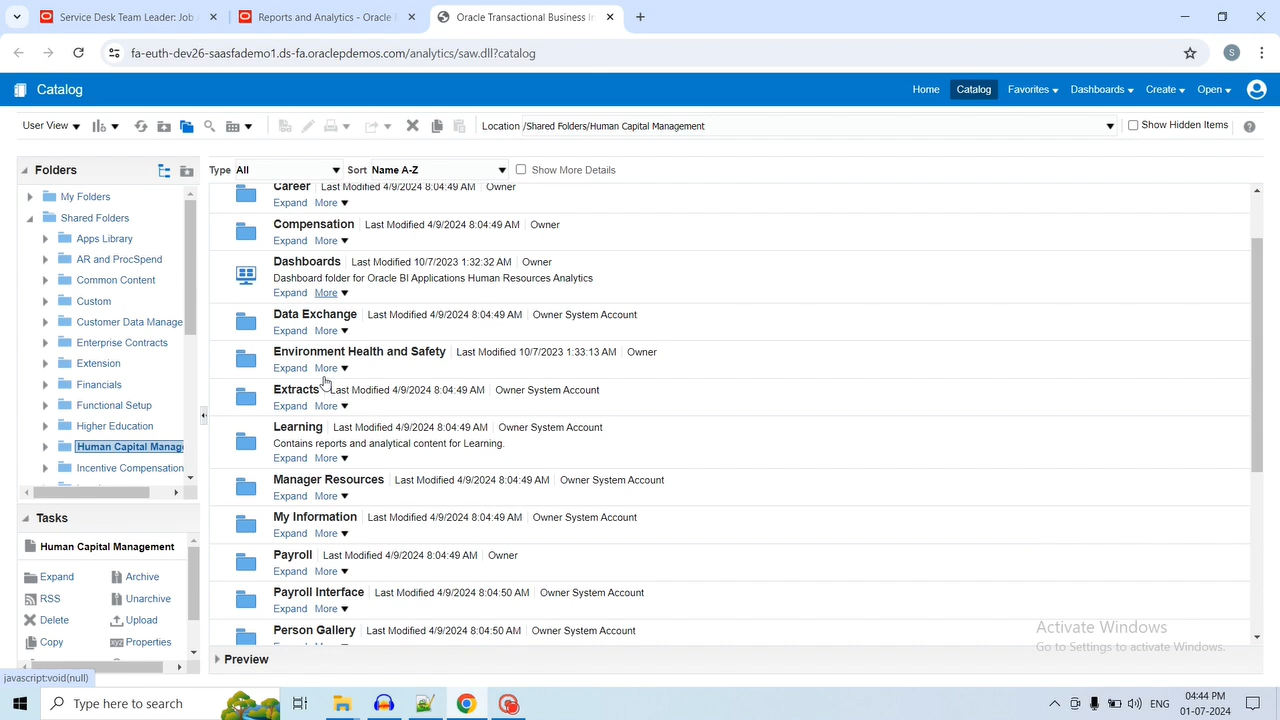 Service Desk Team Leader: Job
Reports and Analytics - Oracle
Oracle Transactional Business In
fa-euth-dev26-saasfademo1.ds-fa.oraclepdemos.com/analytics/saw.dll?catalog
S
Catalog
Home
Catalog
Favorites
Dashboards
Create
Open
User View
Location /Shared Folders/Human Capital Management
Show Hidden Items
Folders
Type All
Sort Name A-Z
Show More Details
My Folders
Shared Folders
Apps Library
AR and ProcSpend
Common Content
Custom
Customer Data Manage
Enterprise Contracts
Extension
Financials
Functional Setup
Higher Education
Human Capital Manag
Incentive Compensation
Tasks
Human Capital Management
Expand
Archive
RSS
Unarchive
Delete
Upload
Copy
Properties
Career Last Modified 4/9/2024 8:04:49 AM Owner
Expand More
Compensation Last Modified 4/9/2024 8:04:49 AM Owner
Expand More
Dashboards Last Modified 10/7/2023 1:32:32 AM Owner
Dashboard folder for Oracle BI Applications Human Resources Analytics
Expand More
Data Exchange Last Modified 4/9/2024 8:04:49 AM Owner System Account
Expand More
Environment Health and Safety Last Modified 10/7/2023 1:33:13 AM Owner
Expand More
Extracts Last Modified 4/9/2024 8:04:49 AM Owner System Account
Expand More
Learning Last Modified 4/9/2024 8:04:49 AM Owner System Account
Contains reports and analytical content for Learning.
Expand More
Manager Resources Last Modified 4/9/2024 8:04:49 AM Owner System Account
Expand More
My Information Last Modified 4/9/2024 8:04:49 AM Owner System Account
Expand More
Payroll Last Modified 4/9/2024 8:04:49 AM Owner
Expand More
Payroll Interface Last Modified 4/9/2024 8:04:50 AM Owner System Account
Expand More
Person Gallery Last Modified 4/9/2024 8:04:50 AM Owner System Account
Activate Windows
Go to Settings to activate Windows.
Preview
javascript:void(null)
Type here to search
ENG
04:44 PM
01-07-2024